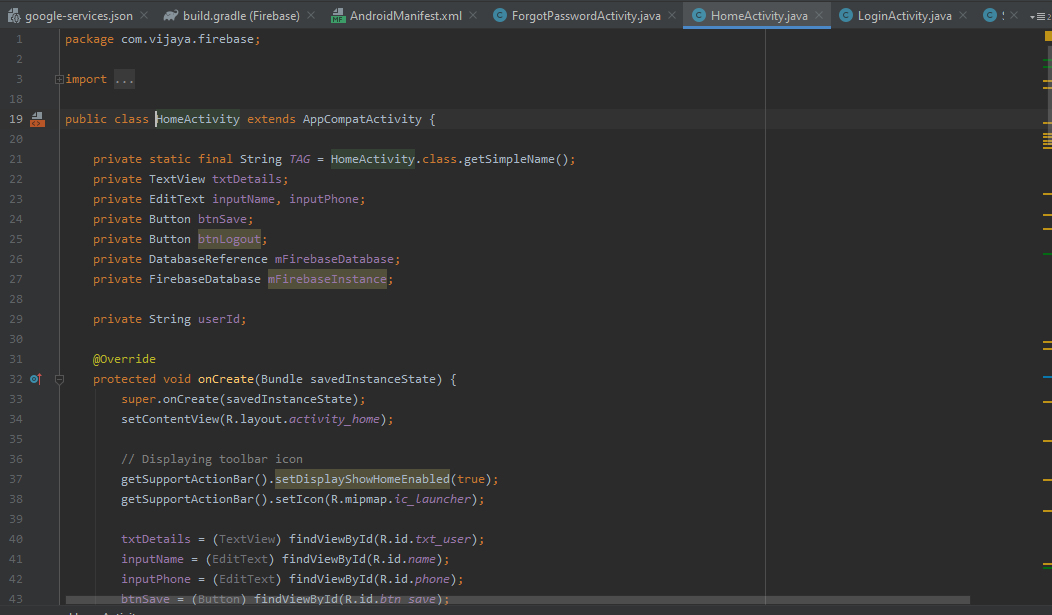 google-services.json build.gradle (Firebase) AndroidManifest.xml ForgotPasswordActivity.java HomeActivity.java LoginActivity.java
1 package com.vijaya.firebase;
2
3 import ...
18
19 public class HomeActivity extends AppCompatActivity {
20
21 private static final String TAG = HomeActivity.class.getSimpleName();
22 private TextView txtDetails;
23 private EditText inputName, inputPhone;
24 private Button btnSave;
25 private Button btnLogout;
26 private DatabaseReference mFirebaseDatabase;
27 private FirebaseDatabase mFirebaseInstance;
28
29 private String userId;
30
31 @Override
32 protected void onCreate(Bundle savedInstanceState) {
33 super.onCreate(savedInstanceState);
34 setContentView(R.layout.activity_home);
35
36 // Displaying toolbar icon
37 getSupportActionBar().setDisplayShowHomeEnabled(true);
38 getSupportActionBar().setIcon(R.mipmap.ic_launcher);
39
40 txtDetails = (TextView) findViewById(R.id.txt_user);
41 inputName = (EditText) findViewById(R.id.name);
42 inputPhone = (EditText) findViewById(R.id.phone);
43 btnSave = (Button) findViewById(R.id.btn_save);